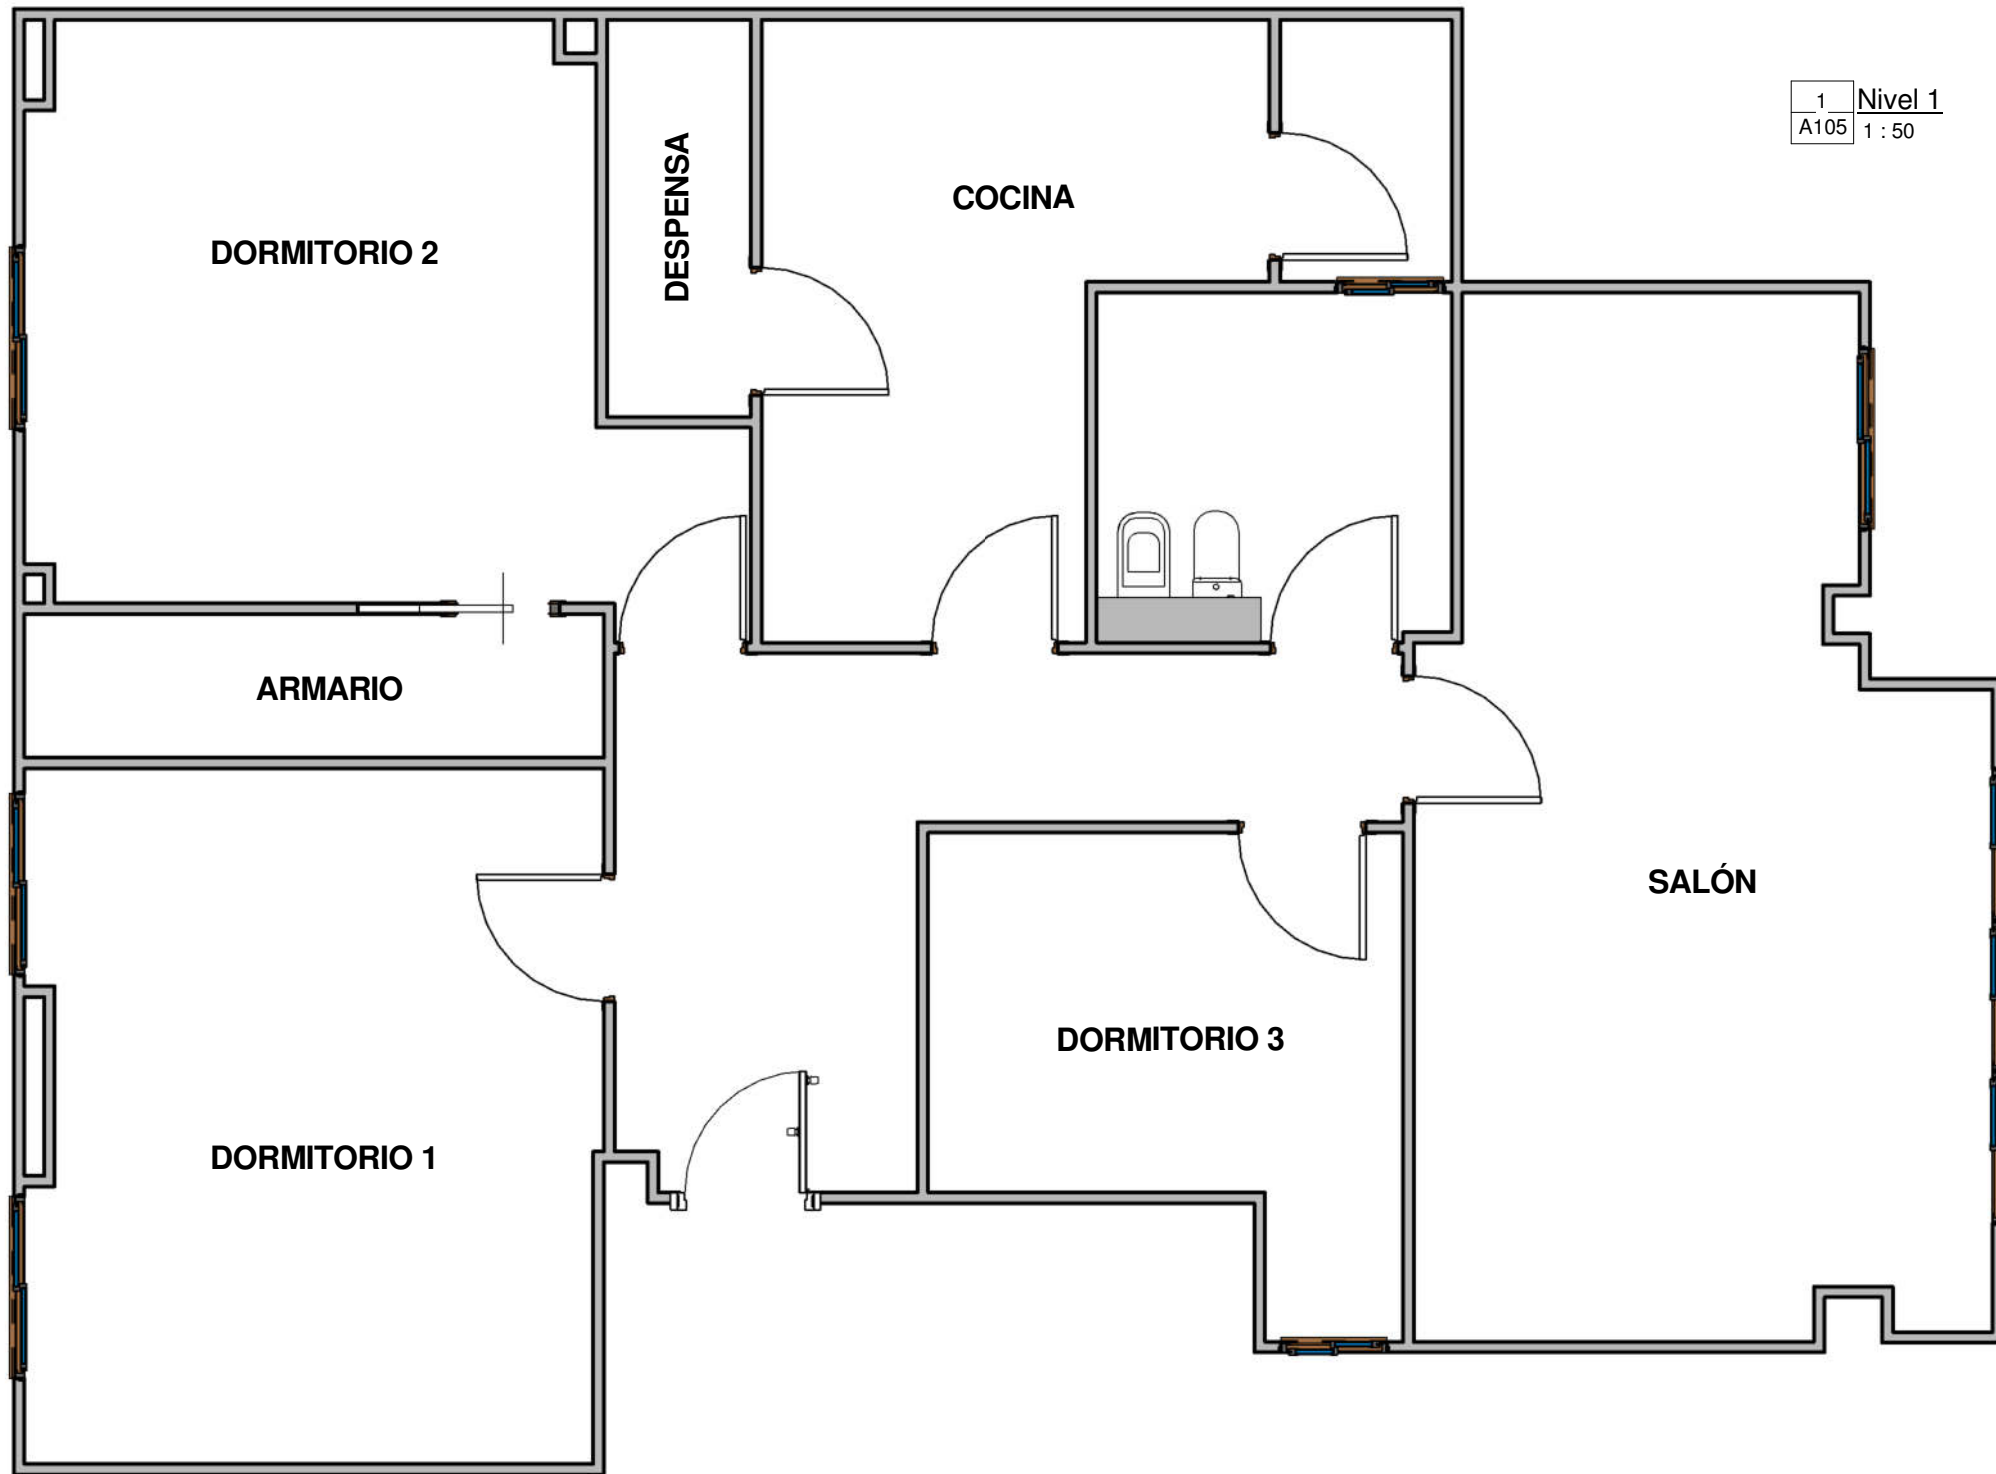 1
Nivel 1
A105
1 : 50
DESPENSA
COCINA
DORMITORIO 2
ARMARIO
SALÓN
DORMITORIO 3
DORMITORIO 1